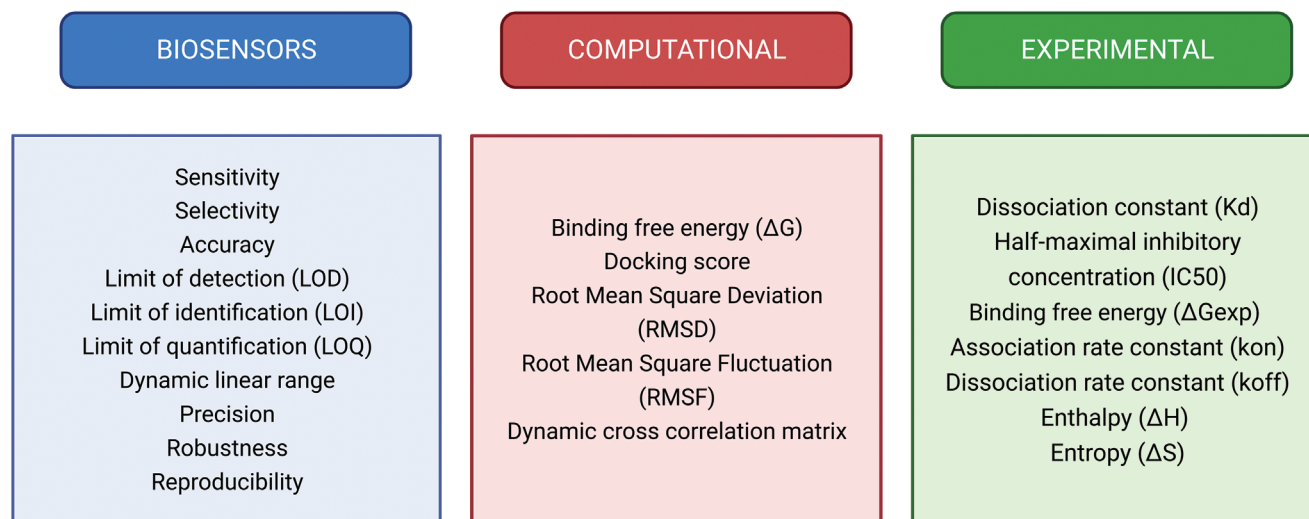 BIOSENSORS
Sensitivity
Selectivity
Accuracy
Limit of detection (LOD)
Limit of identification (LOI)
Limit of quantification (LOQ)
Dynamic linear range
Precision
Robustness
Reproducibility
COMPUTATIONAL
Binding free energy (ΔG)
Docking score
Root Mean Square Deviation
(RMSD)
Root Mean Square Fluctuation
(RMSF)
Dynamic cross correlation matrix
EXPERIMENTAL
Dissociation constant (Kd)
Half-maximal inhibitory
concentration (IC50)
Binding free energy (ΔGexp)
Association rate constant (kon)
Dissociation rate constant (koff)
Enthalpy (ΔH)
Entropy (ΔS)